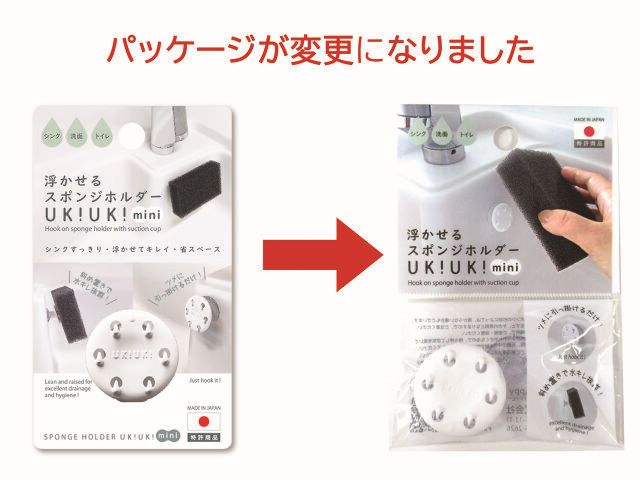 パッケージが変更になりました
シンク 洗面 トイレ
浮かせる
スポンジホルダー
UK!UK! mini
Hook on sponge holder with suction cup
シンクすっきり・浮かせてキレイ・省スペース
斜め置きで
水キレ抜群!
ツメに
引っ掛けるだけ!
UK!UK!
Lean and raised for
excellent drainage
and hygiene !
Just hook it !
MADE IN JAPAN
特許商品
SPONGE HOLDER UK!UK! mini
シンク 洗面 トイレ
MADE IN JAPAN
特許商品
浮かせる
スポンジホルダー
UK!UK! mini
Hook on sponge holder with suction cup
ツメに引っ掛けるだけ!
Just hook it !
斜め置きで水キレ抜群!
excellent drainage
and hygiene !